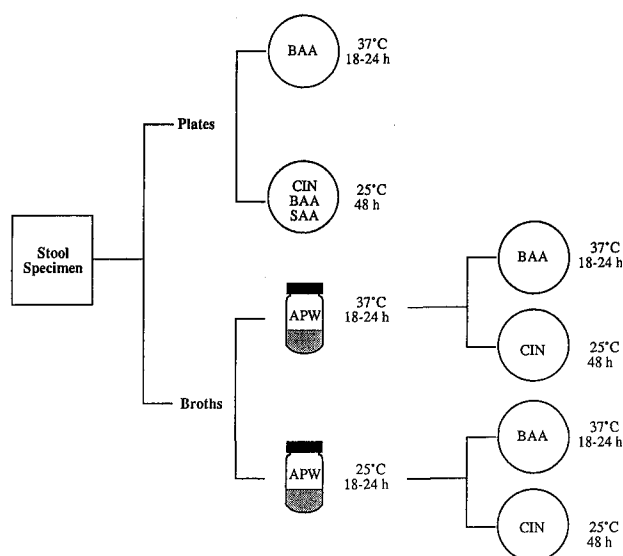 BAA
37°C
18-24 h
Plates
CIN
BAA
SAA
25°C
48 h
Stool
Specimen
APW
37°C
18-24 h
BAA
37°C
18-24 h
CIN
25°C
48 h
Broths
APW
25°C
18-24 h
BAA
37°C
18-24 h
CIN
25°C
48 h